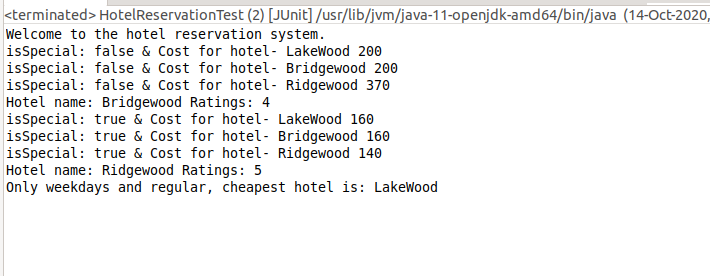 <terminated> HotelReservationTest (2) [JUnit] /usr/lib/jvm/java-11-openjdk-amd64/bin/java (14-Oct-2020,
Welcome to the hotel reservation system.
isSpecial: false & Cost for hotel- LakeWood 200
isSpecial: false & Cost for hotel- Bridgewood 200
isSpecial: false & Cost for hotel- Ridgewood 370
Hotel name: Bridgewood Ratings: 4
isSpecial: true & Cost for hotel- LakeWood 160
isSpecial: true & Cost for hotel- Bridgewood 160
isSpecial: true & Cost for hotel- Ridgewood 140
Hotel name: Ridgewood Ratings: 5
Only weekdays and regular, cheapest hotel is: LakeWood